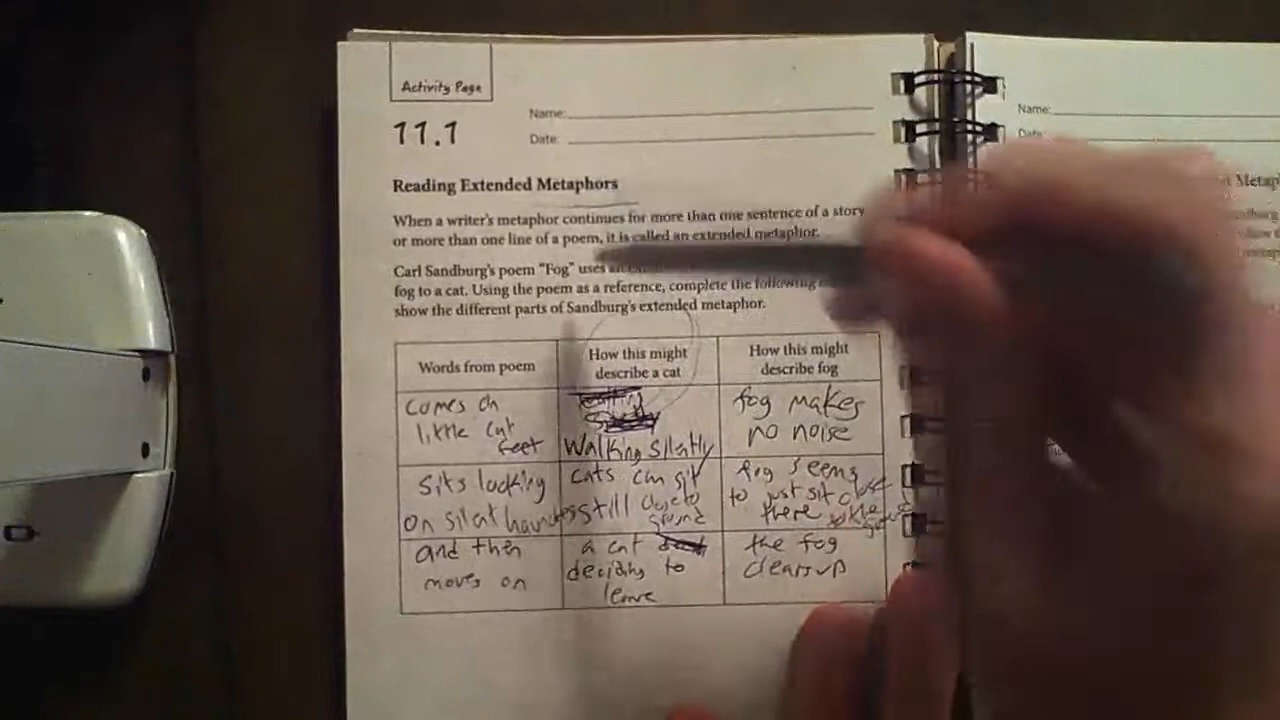 Activity Page
11.1
Name:
Date:
Reading Extended Metaphors
When a writer's metaphor continues for more than one sentence of a story
or more than one line of a poem, it is called an extended metaphor.
Carl Sandburg's poem "Fog" uses an
fog to a cat. Using the poem as a reference, complete the following
show the different parts of Sandburg's extended metaphor.
Words from poem
How this might
describe a cat
How this might
describe fog
comes on
little cat
feet
Walking silently
fog makes
no noise
sits looking
on silent
cats can sit
still close to
ground
fog seems
to just sit close
there
and then
moves on
a cat
deciding to
leave
the fog
clears up
Name:
Date: